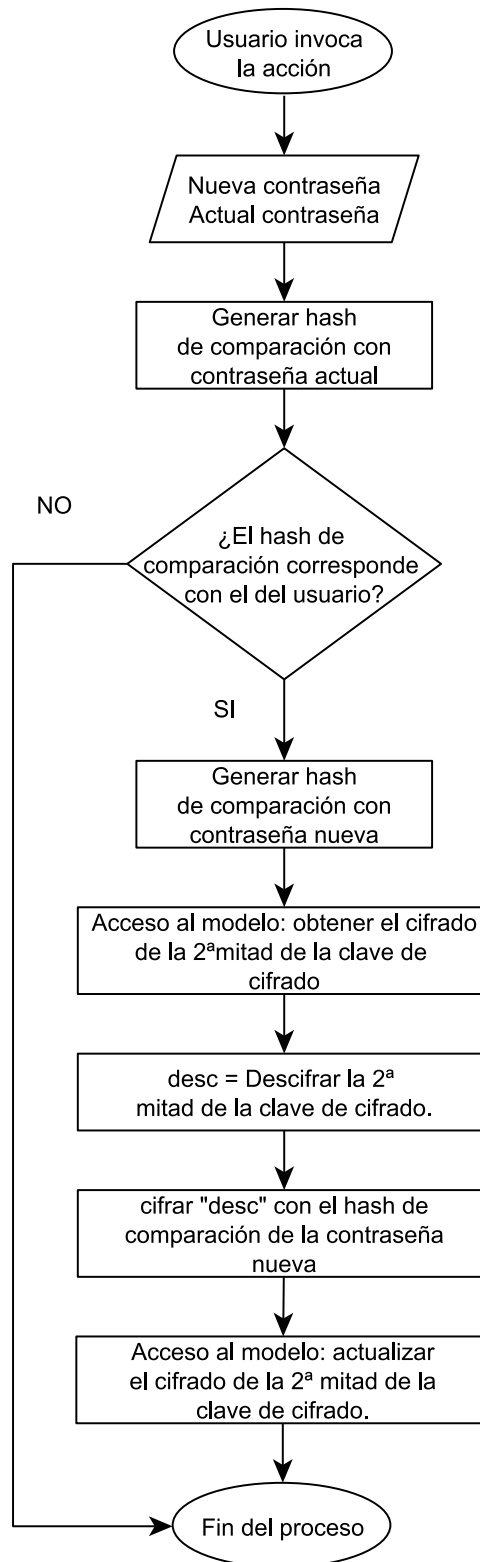 Usuario invoca
la acción
Nueva contraseña
Actual contraseña
Generar hash
de comparación con
contraseña actual
NO
¿El hash de
comparación corresponde
con el del usuario?
SI
Generar hash
de comparación con
contraseña nueva
Acceso al modelo: obtener el cifrado
de la 2ªmitad de la clave de
cifrado
desc = Descifrar la 2ª
mitad de la clave de cifrado.
cifrar "desc" con el hash de
comparación de la contraseña
nueva
Acceso al modelo: actualizar
el cifrado de la 2ª mitad de la
clave de cifrado.
Fin del proceso